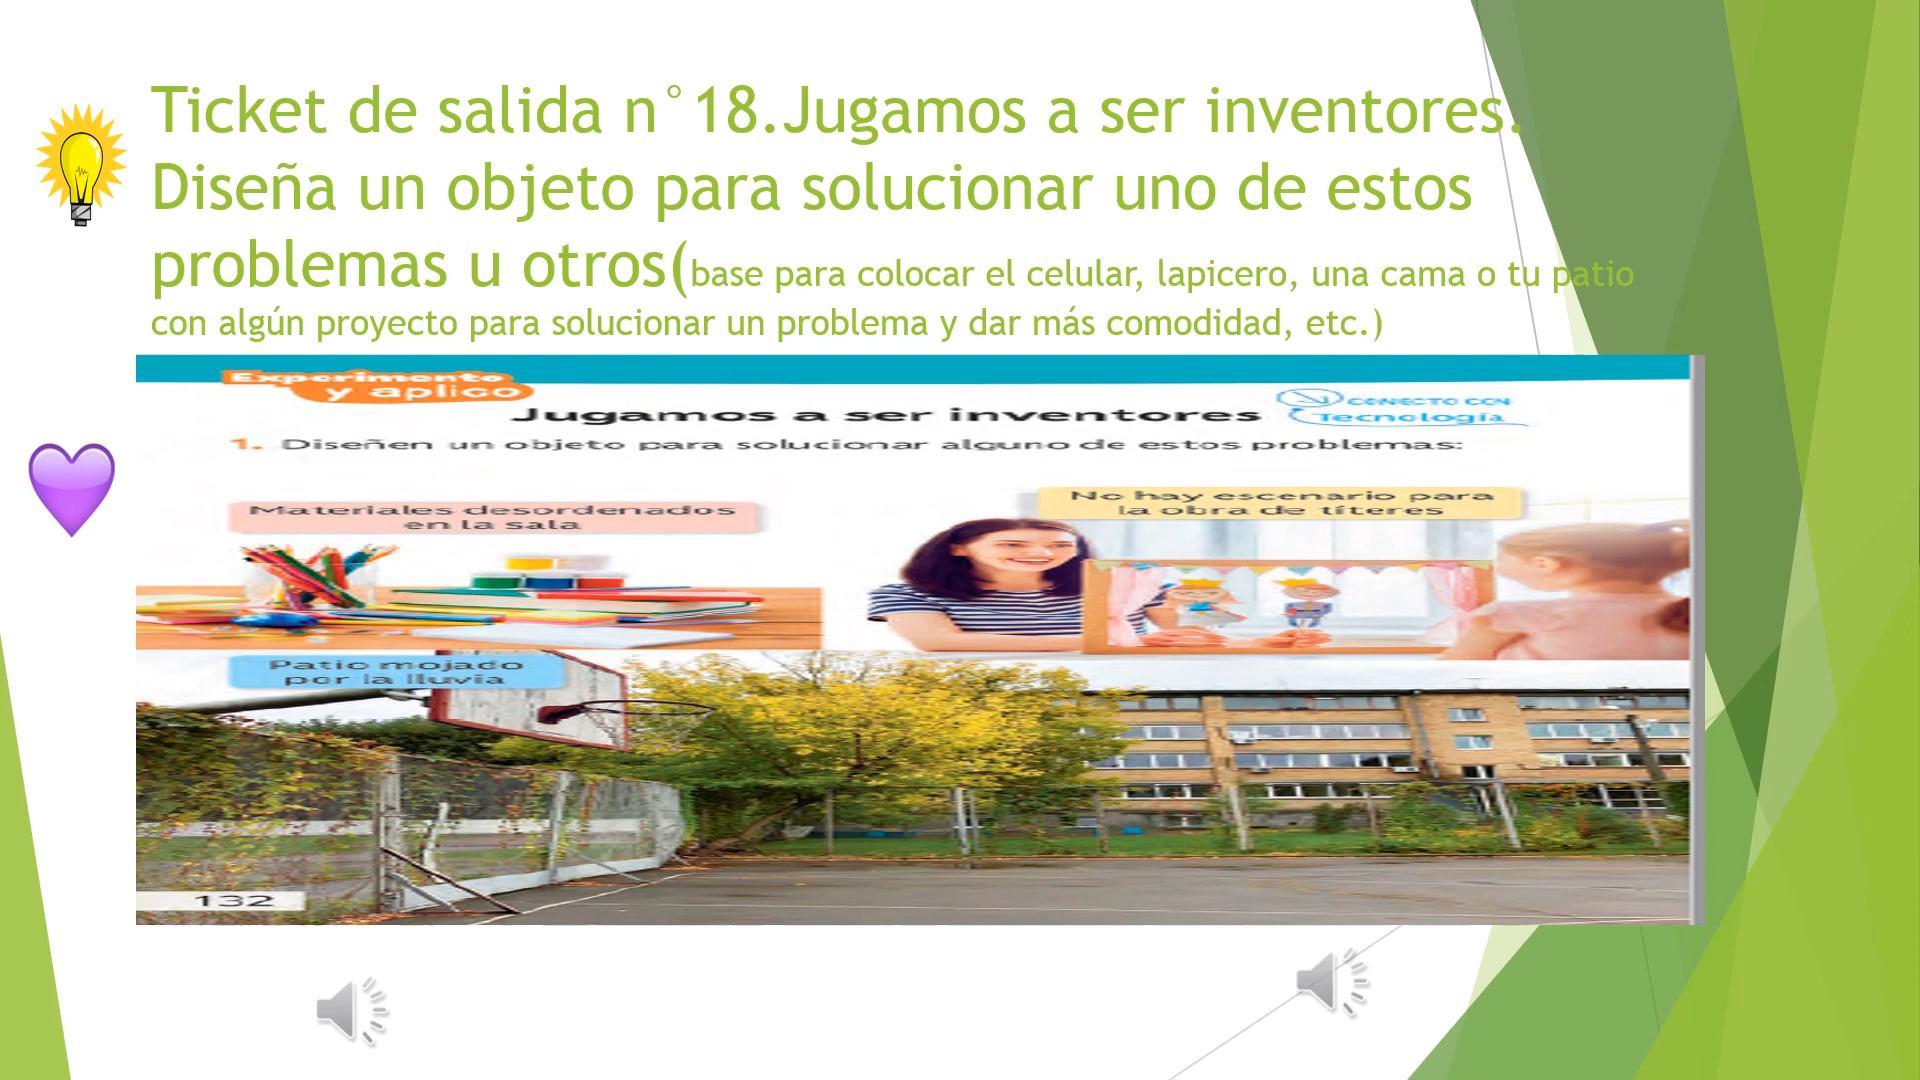 Ticket de salida n°18.Jugamos a ser inventores.
Diseña un objeto para solucionar uno de estos
problemas u otros(base para colocar el celular, lapicero, una cama o tu patio
con algún proyecto para solucionar un problema y dar más comodidad, etc.)
Experimento
y aplico
Jugamos a ser inventores
CONECTO CON
Tecnología
1. Diseñen un objeto para solucionar alguno de estos problemas:
Materiales desordenados
en la sala
No hay escenario para
la obra de títeres
Patio mojado
por la lluvia
132